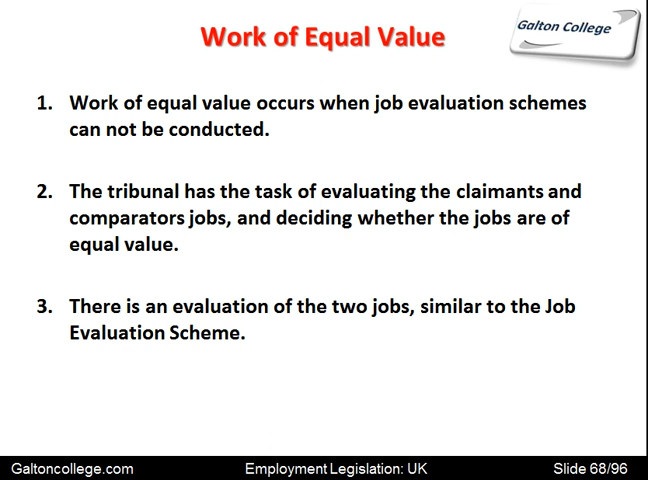 Work of Equal Value
Galton College
1. Work of equal value occurs when job evaluation schemes
can not be conducted.
2. The tribunal has the task of evaluating the claimants and
comparators jobs, and deciding whether the jobs are of
equal value.
3. There is an evaluation of the two jobs, similar to the Job
Evaluation Scheme.
Galtoncollege.com Employment Legislation: UK Slide 68/96